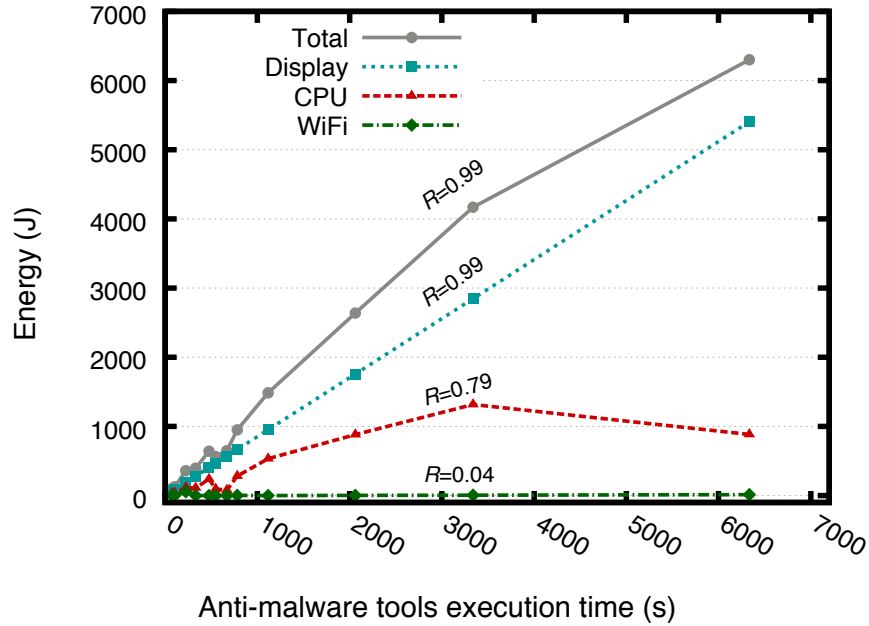 Total
Display
CPU
WiFi
R=0.99
R=0.99
R=0.79
R=0.04
7000
6000
5000
4000
3000
2000
1000
0
Energy (J)
0 1000 2000 3000 4000 5000 6000 7000
Anti-malware tools execution time (s)